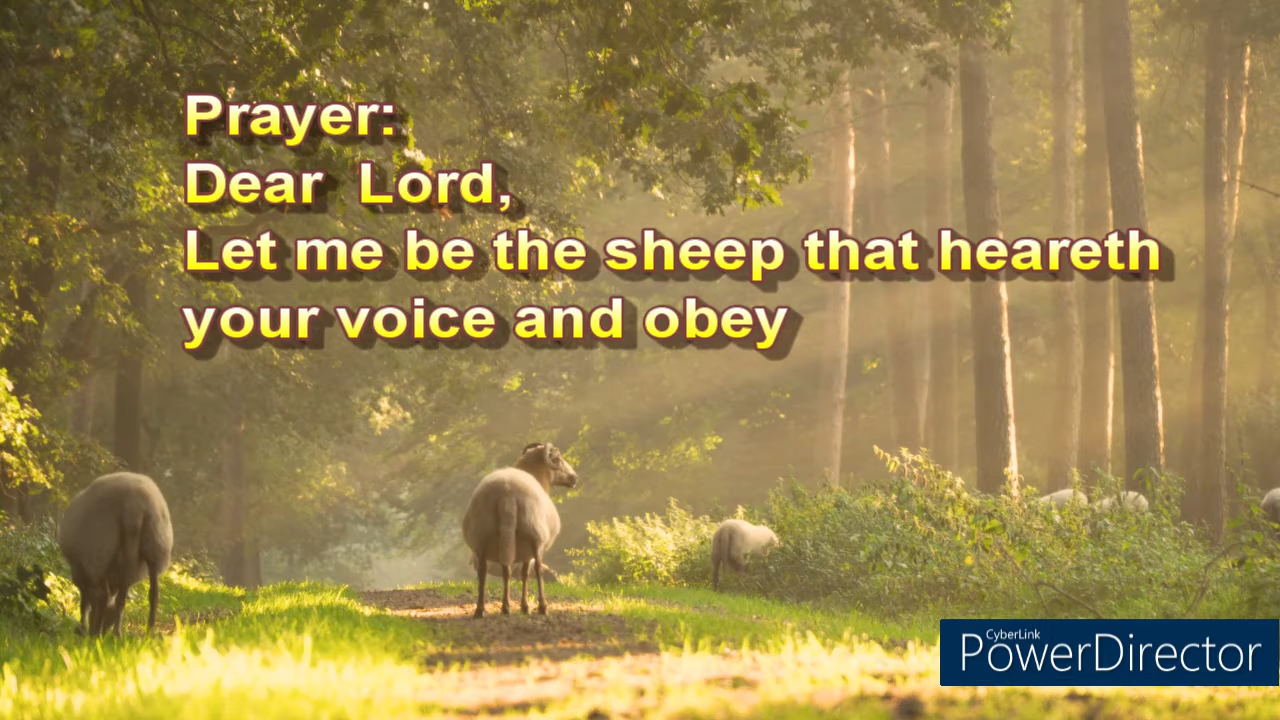 Prayer:
Dear Lord,
Let me be the sheep that heareth
your voice and obey
CyberLink
PowerDirector